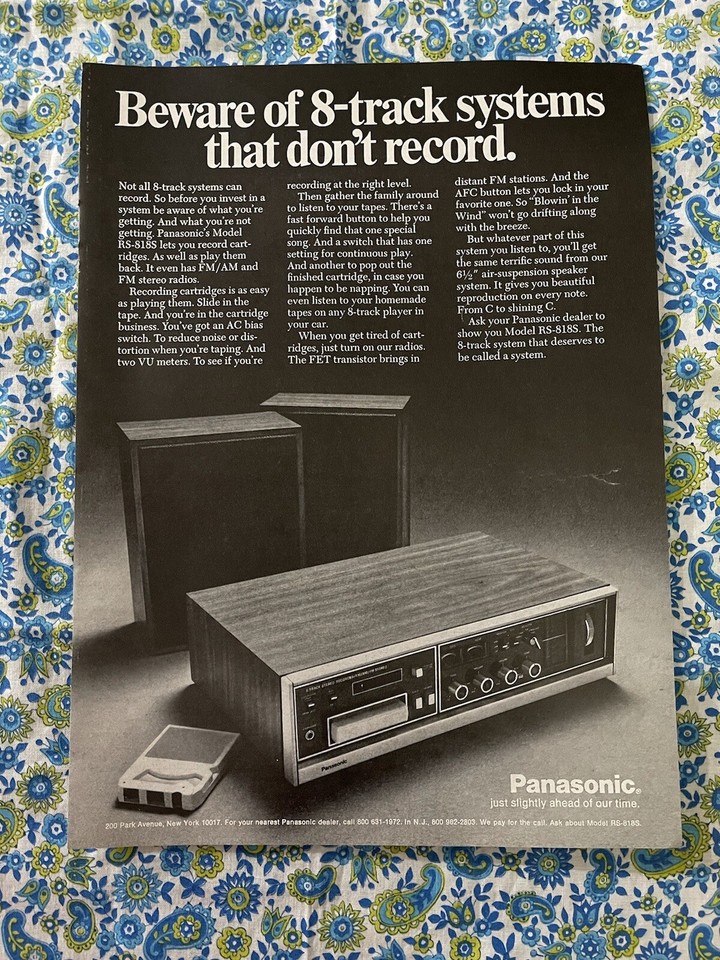 Beware of 8-track systems
that don't record.
Not all 8-track systems can
record. So before you invest in a
system be aware of what you're
getting. And what you're not
getting. Panasonic's Model
RS-818S lets you record cart-
ridges. As well as play them
back. It even has FM/AM and
FM stereo radios.
Recording cartridges is as easy
as playing them. Slide in the
tape. And you're in the cartridge
business. You've got an AC bias
switch. To reduce noise or dis-
tortion when you're taping. And
two VU meters. To see if you're
recording at the right level.
Then gather the family around
to listen to your tapes. There's a
fast forward button to help you
quickly find that one special
song. And a switch that has one
setting for continuous play.
And another to pop out the
finished cartridge, in case you
happen to be napping. You can
even listen to your homemade
tapes on any 8-track player in
your car.
When you get tired of cart-
ridges, just turn on our radios.
The FET transistor brings in
distant FM stations. And the
AFC button lets you lock in your
favorite one. So "Blowin' in the
Wind" won't go drifting along
with the breeze.
But whatever part of this
system you listen to, you'll get
the same terrific sound from our
6½" air-suspension speaker
system. It gives you beautiful
reproduction on every note.
From C to shining C.
Ask your Panasonic dealer to
show you Model RS-818S. The
8-track system that deserves to
be called a system.
Panasonic
Panasonic®
just slightly ahead of our time.
200 Park Avenue, New York 10017. For your nearest Panasonic dealer, call 800 631-1972. In N.J., 800 982-2803. We pay for the call. Ask about Model RS-818S.